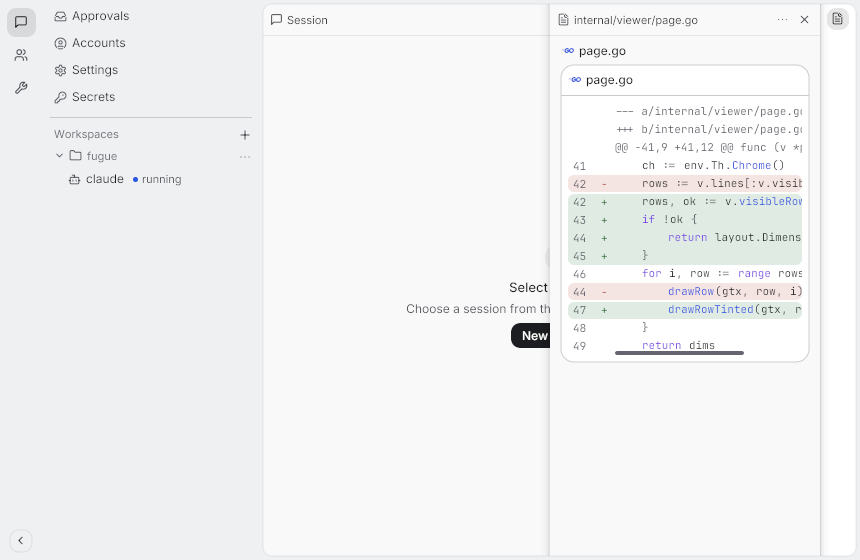 Approvals
Accounts
Settings
Secrets
Workspaces
fugue
claude running
Session
Select
Choose a session from th
New
internal/viewer/page.go
page.go
page.go
--- a/internal/viewer/page.go
+++ b/internal/viewer/page.go
@@ -41,9 +41,12 @@ func (v *p
41 ch := env.Th.Chrome()
42 - rows := v.lines[:v.visib
42 + rows, ok := v.visibleRow
43 + if !ok {
44 + return layout.Dimens
45 + }
46 for i, row := range rows
44 - drawRow(gtx, row, i)
47 + drawRowTinted(gtx, r
48 }
49 return dims